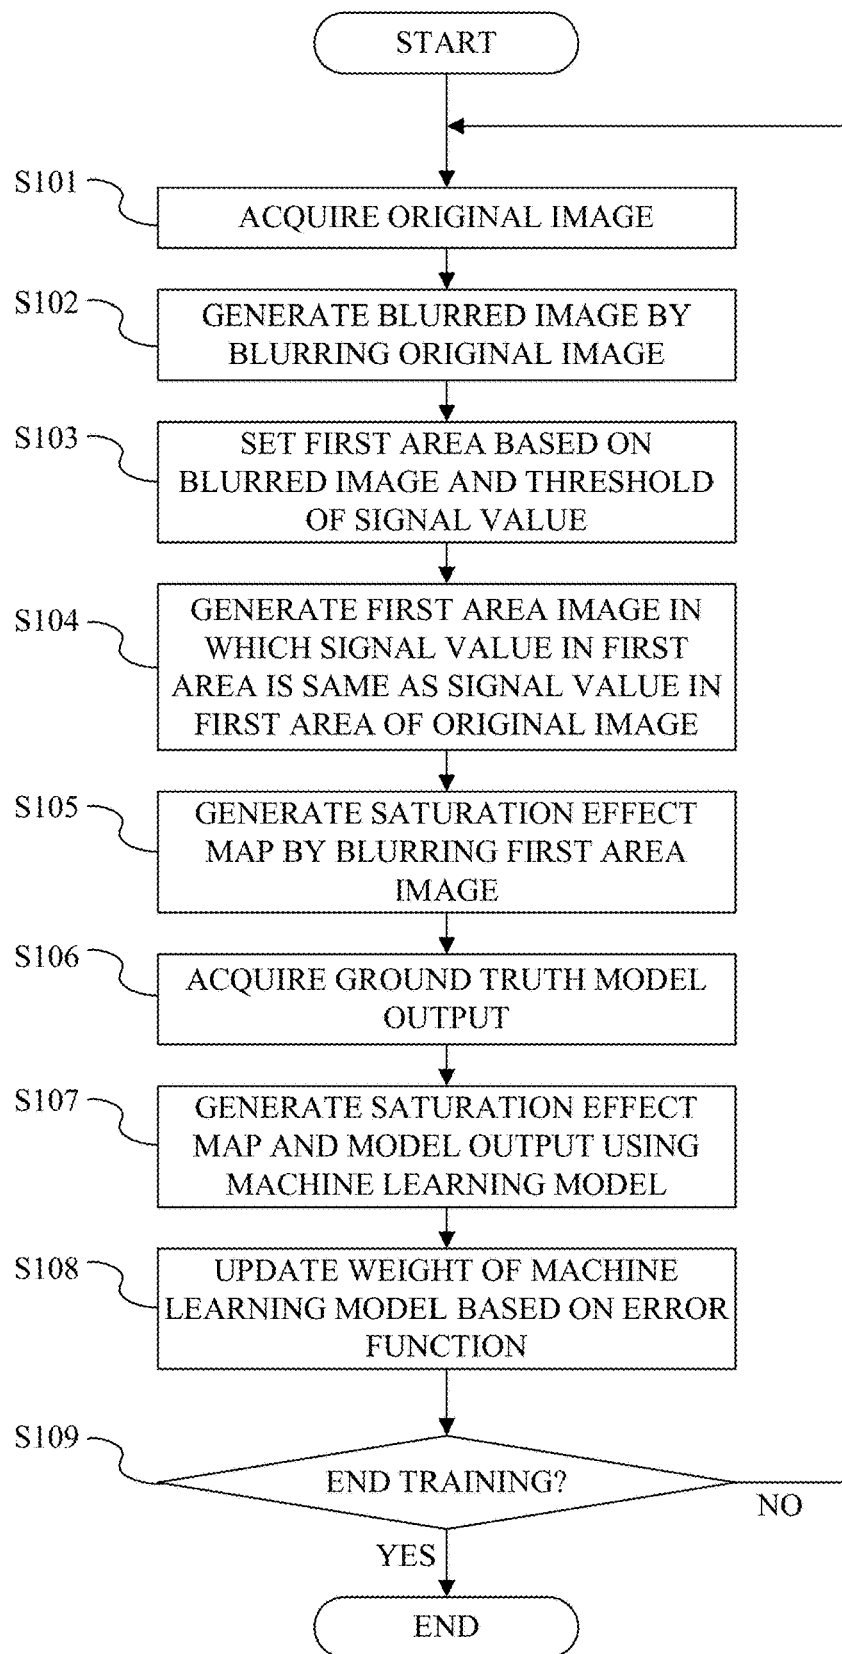 START
S101
ACQUIRE ORIGINAL IMAGE
S102
GENERATE BLURRED IMAGE BY
BLURRING ORIGINAL IMAGE
S103
SET FIRST AREA BASED ON
BLURRED IMAGE AND THRESHOLD
OF SIGNAL VALUE
S104
GENERATE FIRST AREA IMAGE IN
WHICH SIGNAL VALUE IN FIRST
AREA IS SAME AS SIGNAL VALUE IN
FIRST AREA OF ORIGINAL IMAGE
S105
GENERATE SATURATION EFFECT
MAP BY BLURRING FIRST AREA
IMAGE
S106
ACQUIRE GROUND TRUTH MODEL
OUTPUT
S107
GENERATE SATURATION EFFECT
MAP AND MODEL OUTPUT USING
MACHINE LEARNING MODEL
S108
UPDATE WEIGHT OF MACHINE
LEARNING MODEL BASED ON ERROR
FUNCTION
S109
END TRAINING?
NO
YES
END